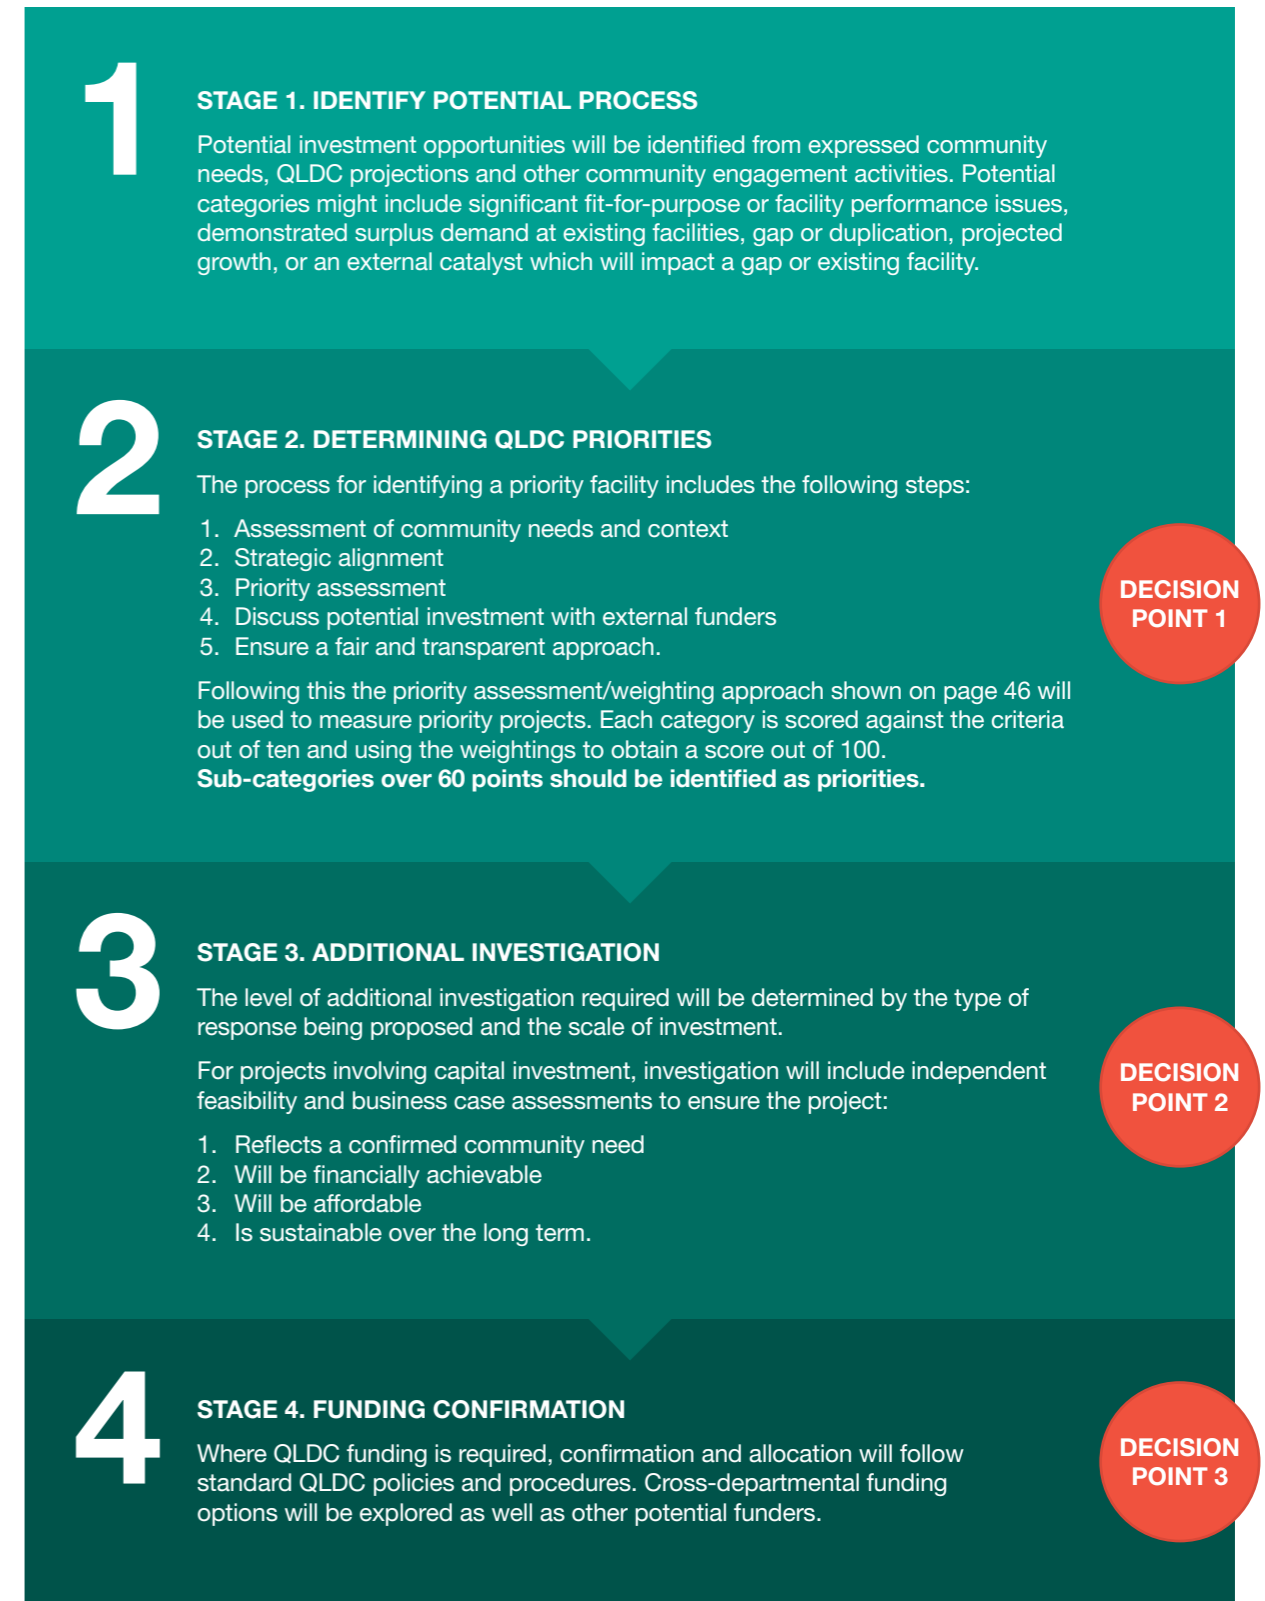 1
STAGE 1. IDENTIFY POTENTIAL PROCESS
Potential investment opportunities will be identified from expressed community
needs, QLDC projections and other community engagement activities. Potential
categories might include significant fit-for-purpose or facility performance issues,
demonstrated surplus demand at existing facilities, gap or duplication, projected
growth, or an external catalyst which will impact a gap or existing facility.
2
STAGE 2. DETERMINING QLDC PRIORITIES
The process for identifying a priority facility includes the following steps:
1. Assessment of community needs and context
2. Strategic alignment
3. Priority assessment
4. Discuss potential investment with external funders
5. Ensure a fair and transparent approach.
Following this the priority assessment/weighting approach shown on page 46 will
be used to measure priority projects. Each category is scored against the criteria
out of ten and using the weightings to obtain a score out of 100.
Sub-categories over 60 points should be identified as priorities.
DECISION
POINT 1
3
STAGE 3. ADDITIONAL INVESTIGATION
The level of additional investigation required will be determined by the type of
response being proposed and the scale of investment.
For projects involving capital investment, investigation will include independent
feasibility and business case assessments to ensure the project:
1. Reflects a confirmed community need
2. Will be financially achievable
3. Will be affordable
4. Is sustainable over the long term.
DECISION
POINT 2
4
STAGE 4. FUNDING CONFIRMATION
Where QLDC funding is required, confirmation and allocation will follow
standard QLDC policies and procedures. Cross-departmental funding
options will be explored as well as other potential funders.
DECISION
POINT 3